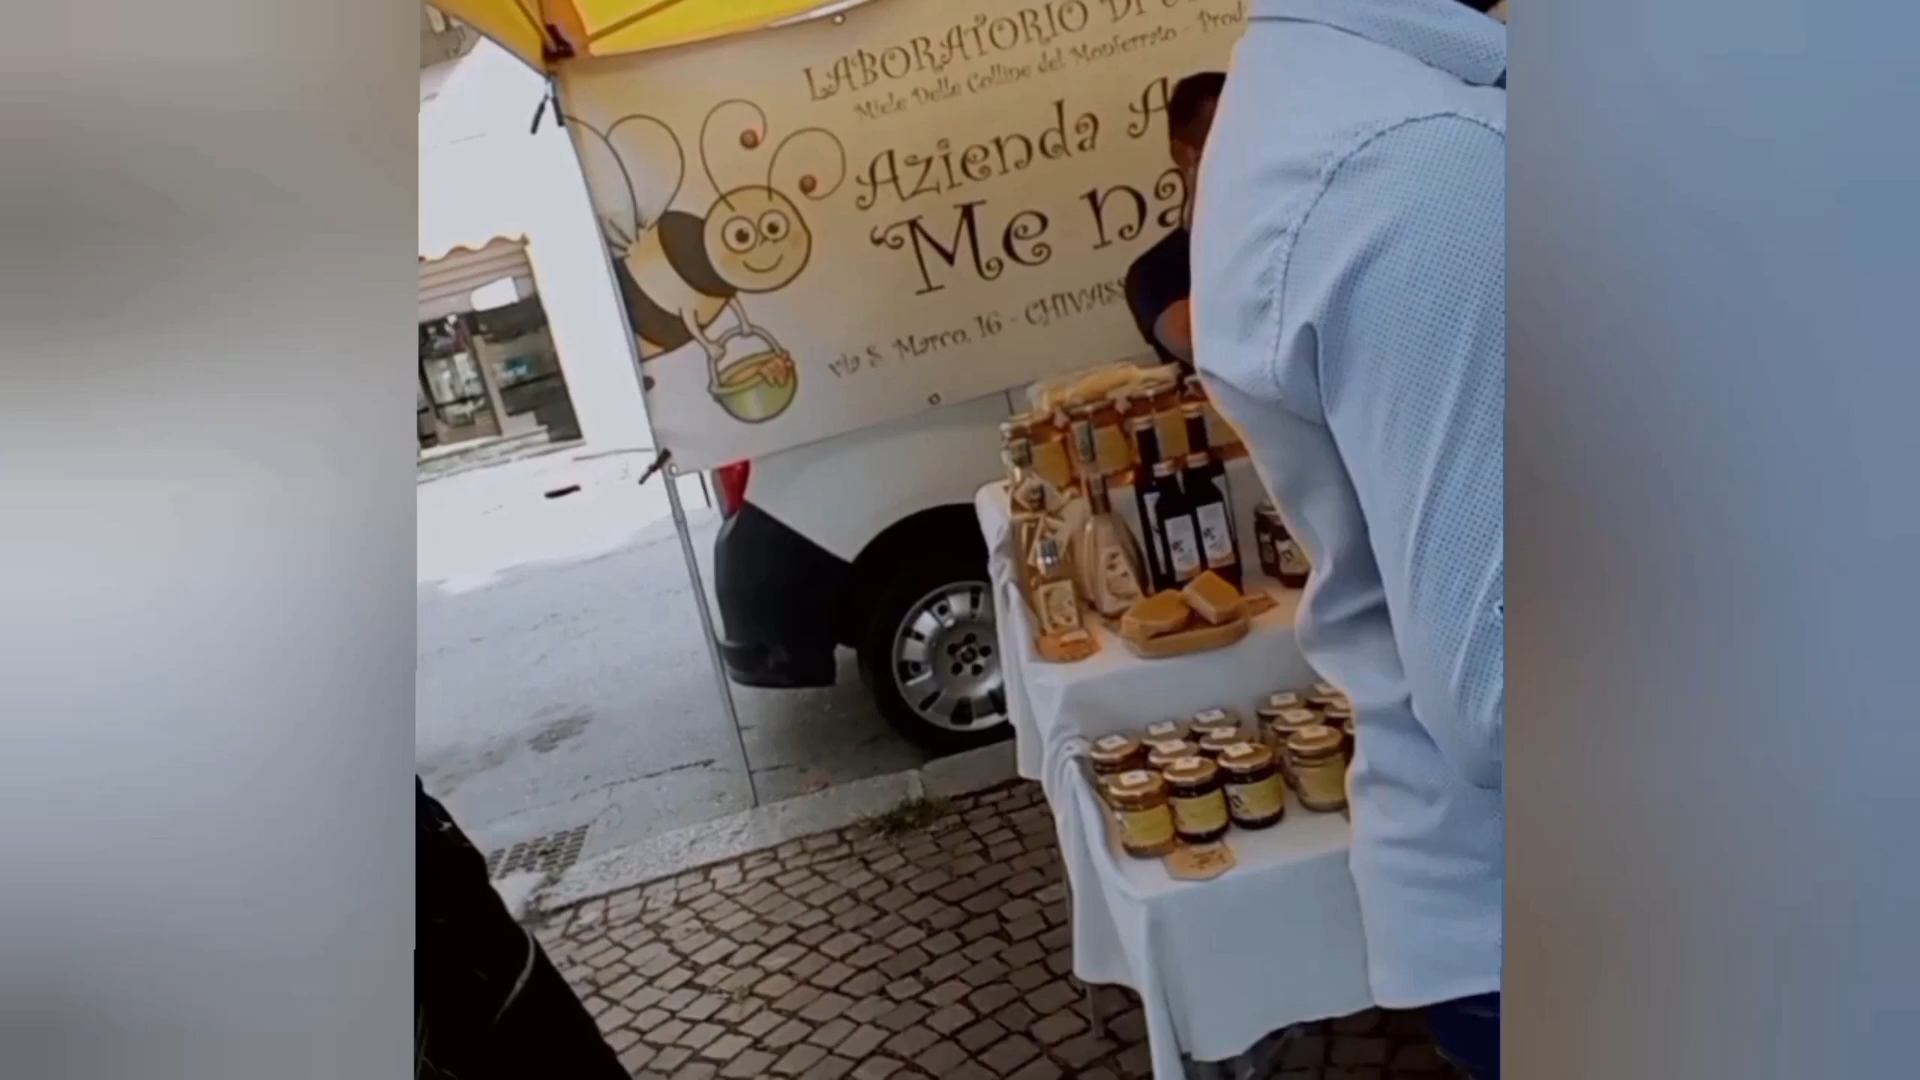 LABORATORIO DI
Miele Delle Colline del Monferrato - Prod
Azienda A
"Me na
via S. Marco, 16 - CHIVASS